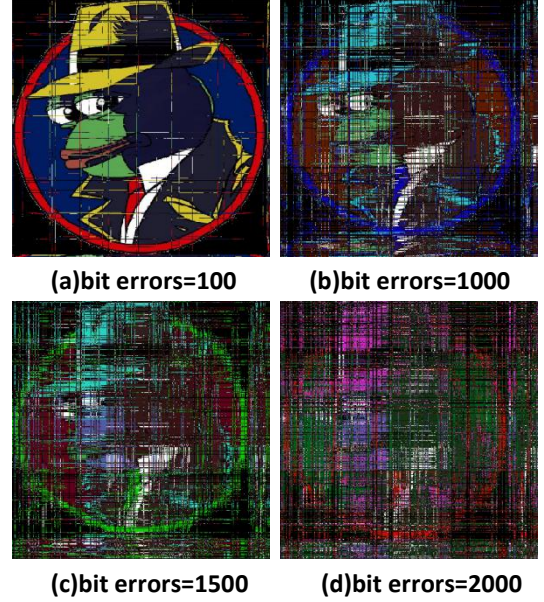 (a)bit errors=100
(b)bit errors=1000
(c)bit errors=1500
(d)bit errors=2000